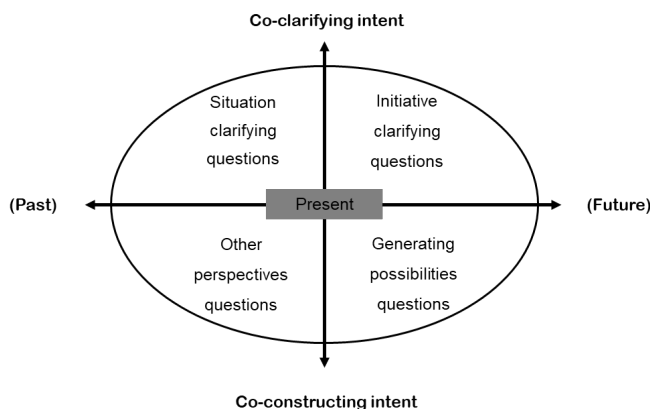 Co-clarifying intent
Situation
clarifying
questions
Initiative
clarifying
questions
(Past)
Present
(Future)
Other
perspectives
questions
Generating
possibilities
questions
Co-constructing intent